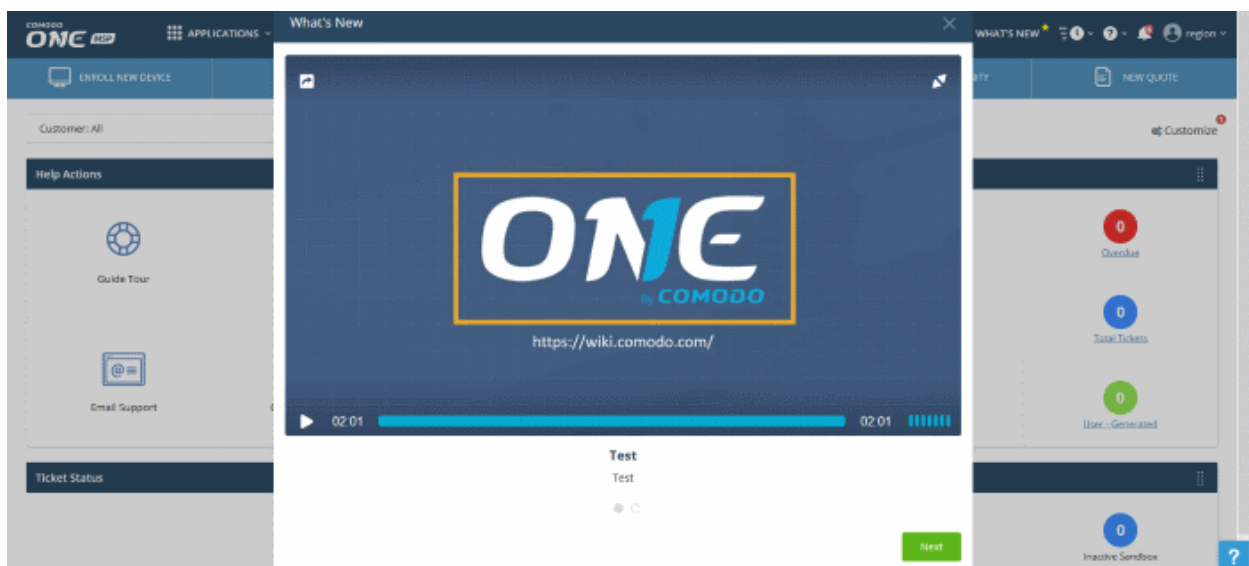 COMODO
ONE MSP
APPLICATIONS
What's New
WHAT'S NEW
region
ENROLL NEW DEVICE
NEW QUOTE
Customer: All
Customize
Help Actions
ONE
By COMODO
https://wiki.comodo.com/
0
Overdue
Guide Tour
0
Total Tickets
Email Support
0
User - Generated
02:01
02:01
Test
Test
Ticket Status
Next
0
Inactive Sandbox
?